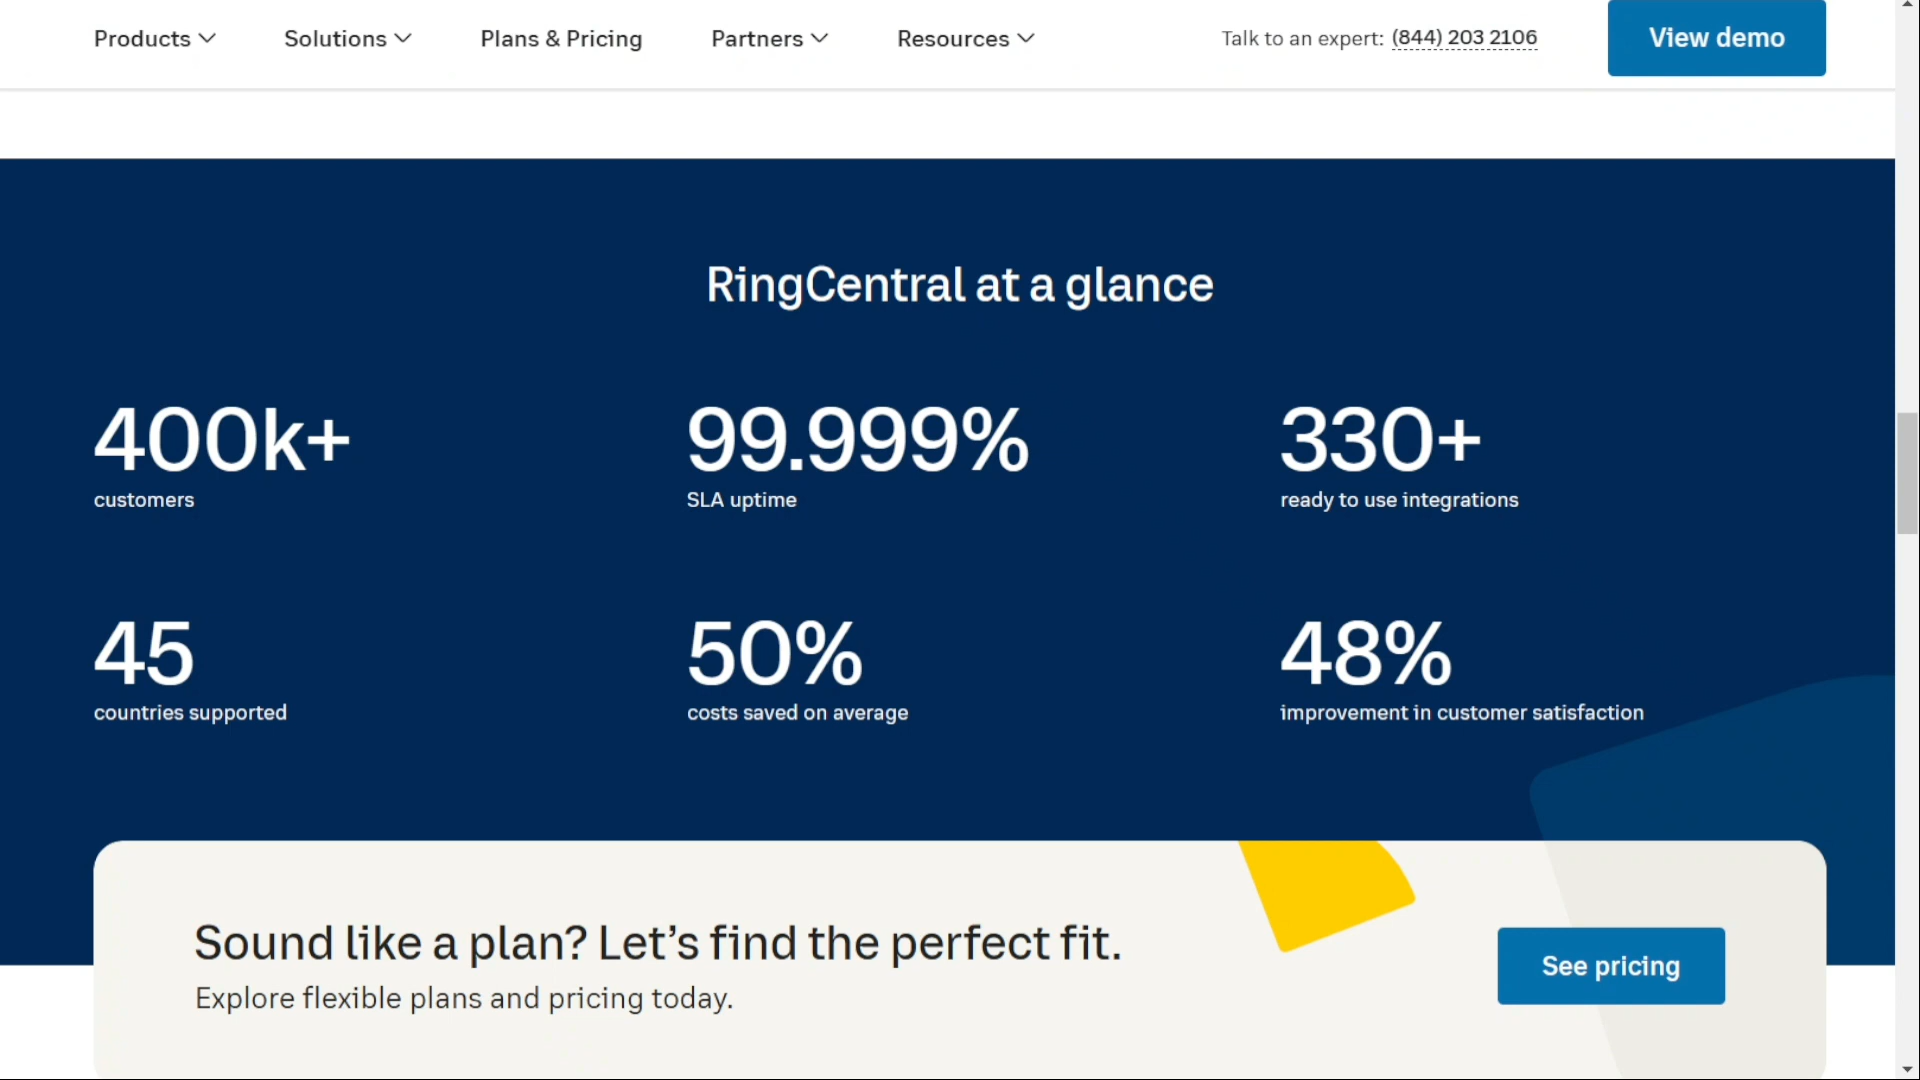 Products
Solutions
Plans & Pricing
Partners
Resources
Talk to an expert: (844) 203 2106
View demo
RingCentral at a glance
400k+
customers
99.999%
SLA uptime
330+
ready to use integrations
45
countries supported
50%
costs saved on average
48%
improvement in customer satisfaction
Sound like a plan? Let’s find the perfect fit.
Explore flexible plans and pricing today.
See pricing